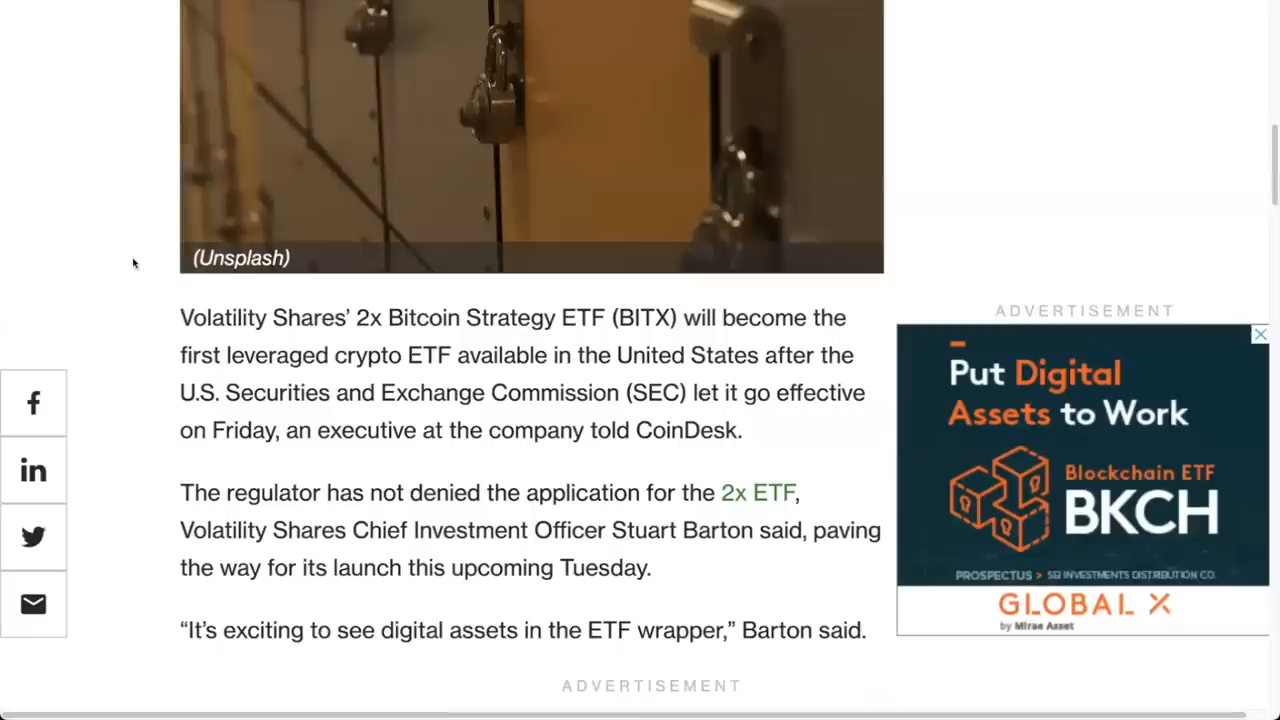 (Unsplash)
Volatility Shares’ 2x Bitcoin Strategy ETF (BITX) will become the
first leveraged crypto ETF available in the United States after the
U.S. Securities and Exchange Commission (SEC) let it go effective
on Friday, an executive at the company told CoinDesk.
The regulator has not denied the application for the 2x ETF,
Volatility Shares Chief Investment Officer Stuart Barton said, paving
the way for its launch this upcoming Tuesday.
“It’s exciting to see digital assets in the ETF wrapper,” Barton said.
ADVERTISEMENT
ADVERTISEMENT
Put Digital
Assets to Work
Blockchain ETF
BKCH
PROSPECTUS > SEI INVESTMENTS DISTRIBUTION CO.
GLOBAL X
by Mirae Asset